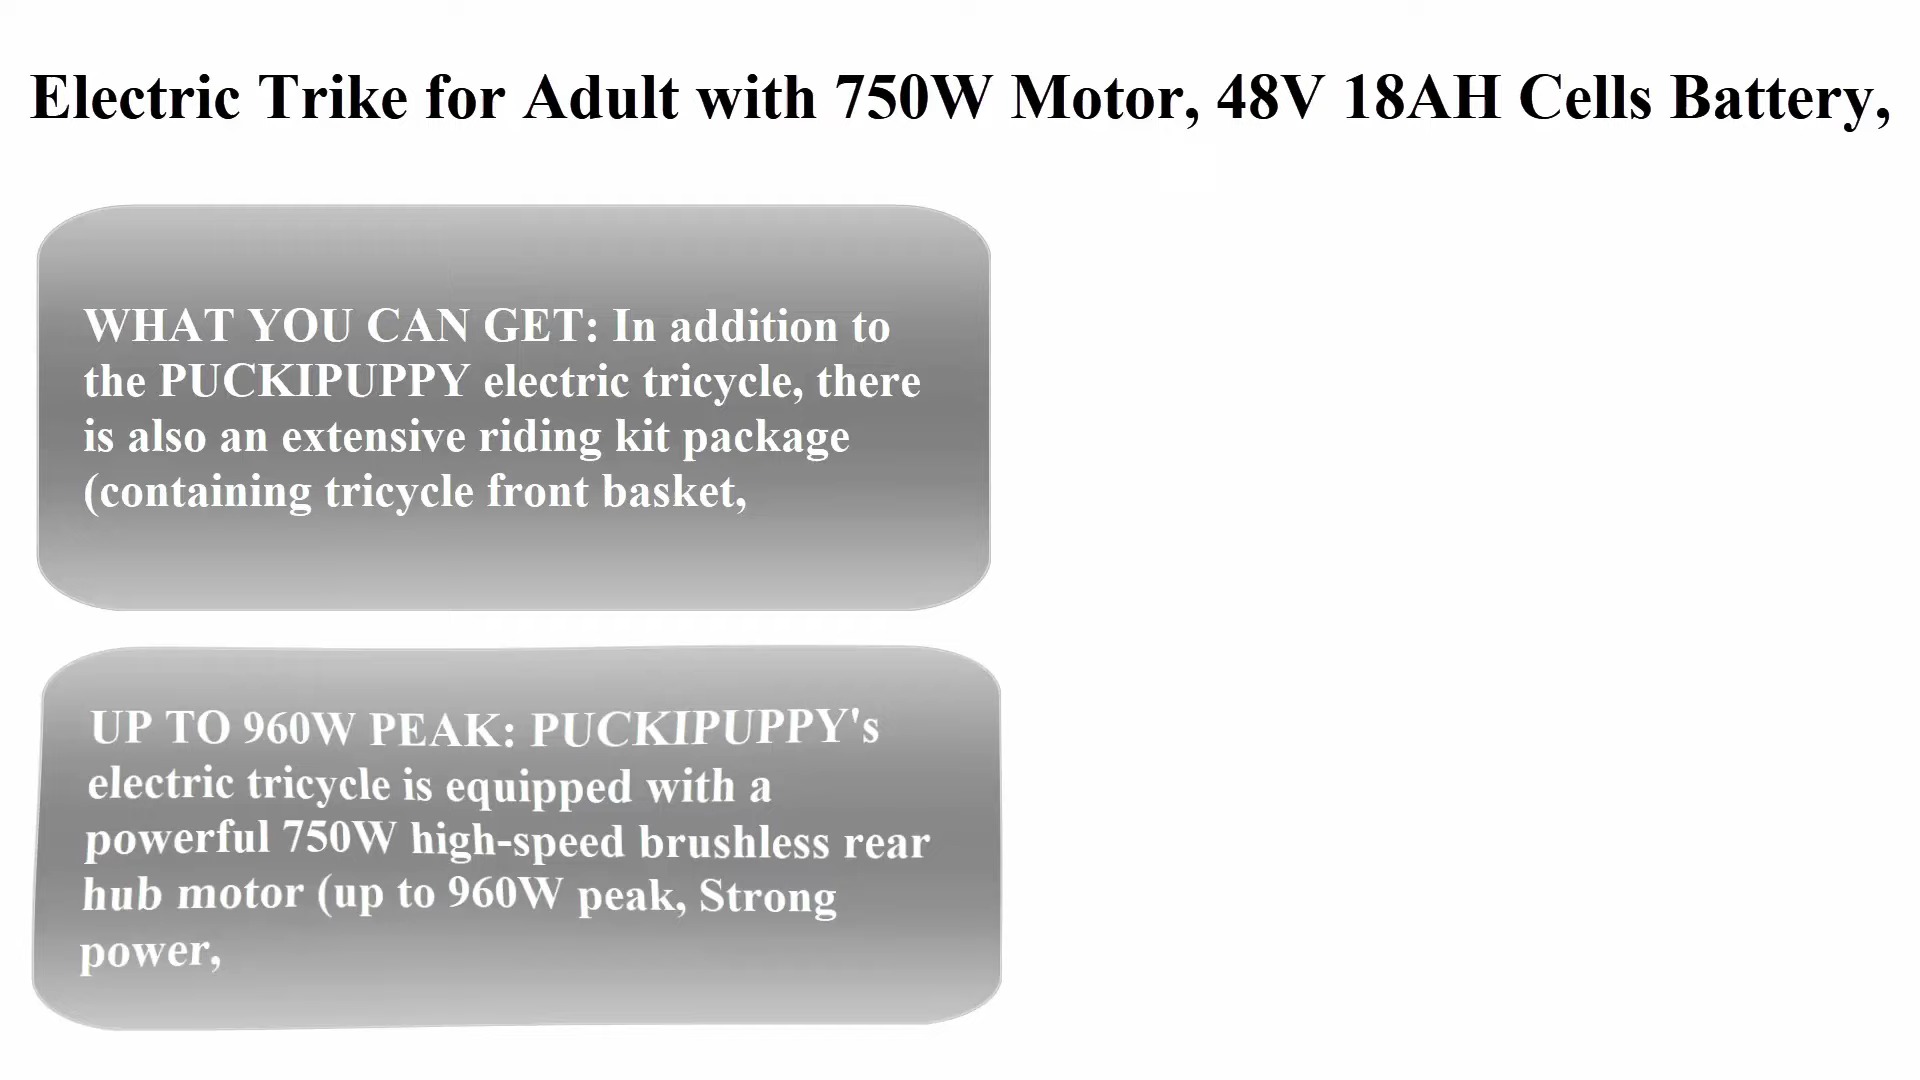 Electric Trike for Adult with 750W Motor, 48V 18AH Cells Battery,
WHAT YOU CAN GET: In addition to
the PUCKIPUPPY electric tricycle, there
is also an extensive riding kit package
(containing tricycle front basket,
UP TO 960W PEAK: PUCKIPUPPY's
electric tricycle is equipped with a
powerful 750W high-speed brushless rear
hub motor (up to 960W peak, Strong
power,